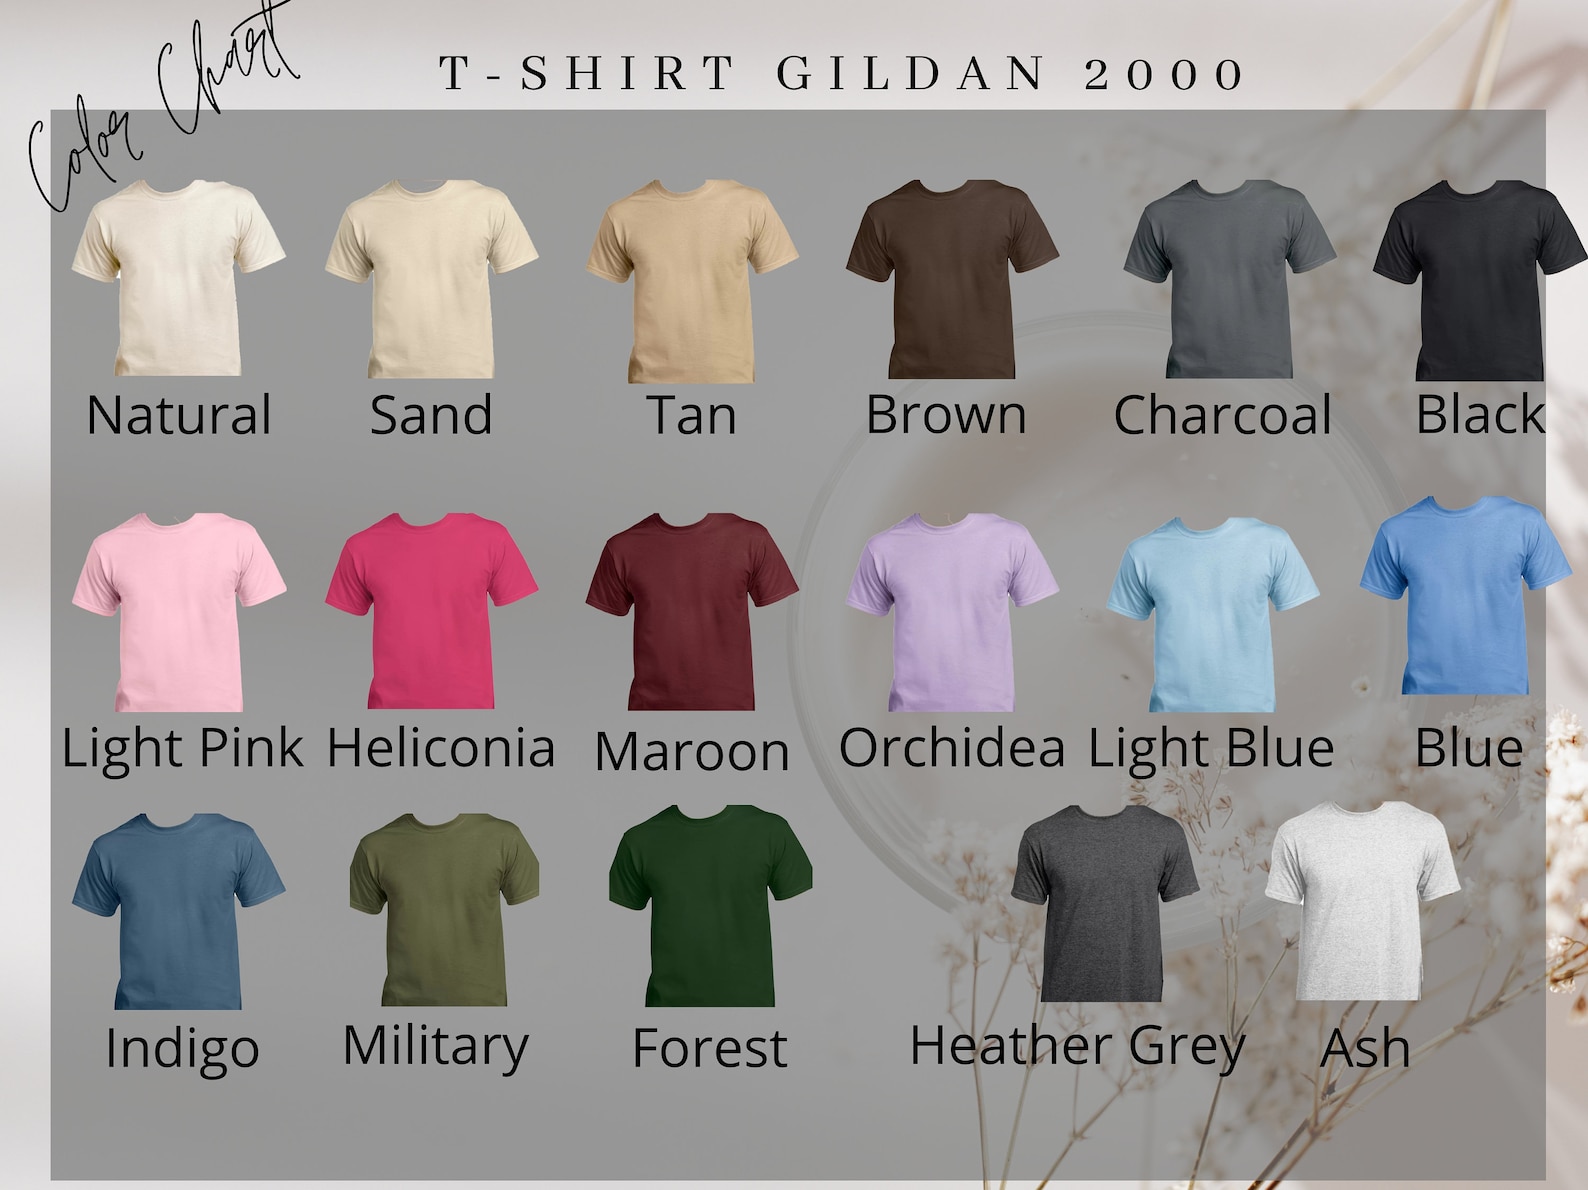 Color Chart
T-SHIRT GILDAN 2000
Natural Sand Tan Brown Charcoal Black
Light Pink Heliconia Maroon Orchidea Light Blue Blue
Indigo Military Forest Heather Grey Ash